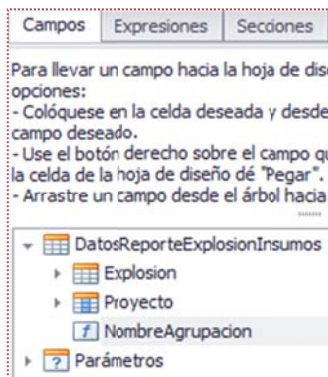 Campos Expresiones Secciones
Para llevar un campo hacia la hoja de dis
opciones:
- Colóquese en la celda deseada y desde
campo deseado.
- Use el botón derecho sobre el campo qu
la celda de la hoja de diseño dé "Pegar".
- Arrastre un campo desde el árbol hacia
DatosReporteExplosionInsumos
Explosion
Proyecto
f NombreAgrupacion
? Parámetros